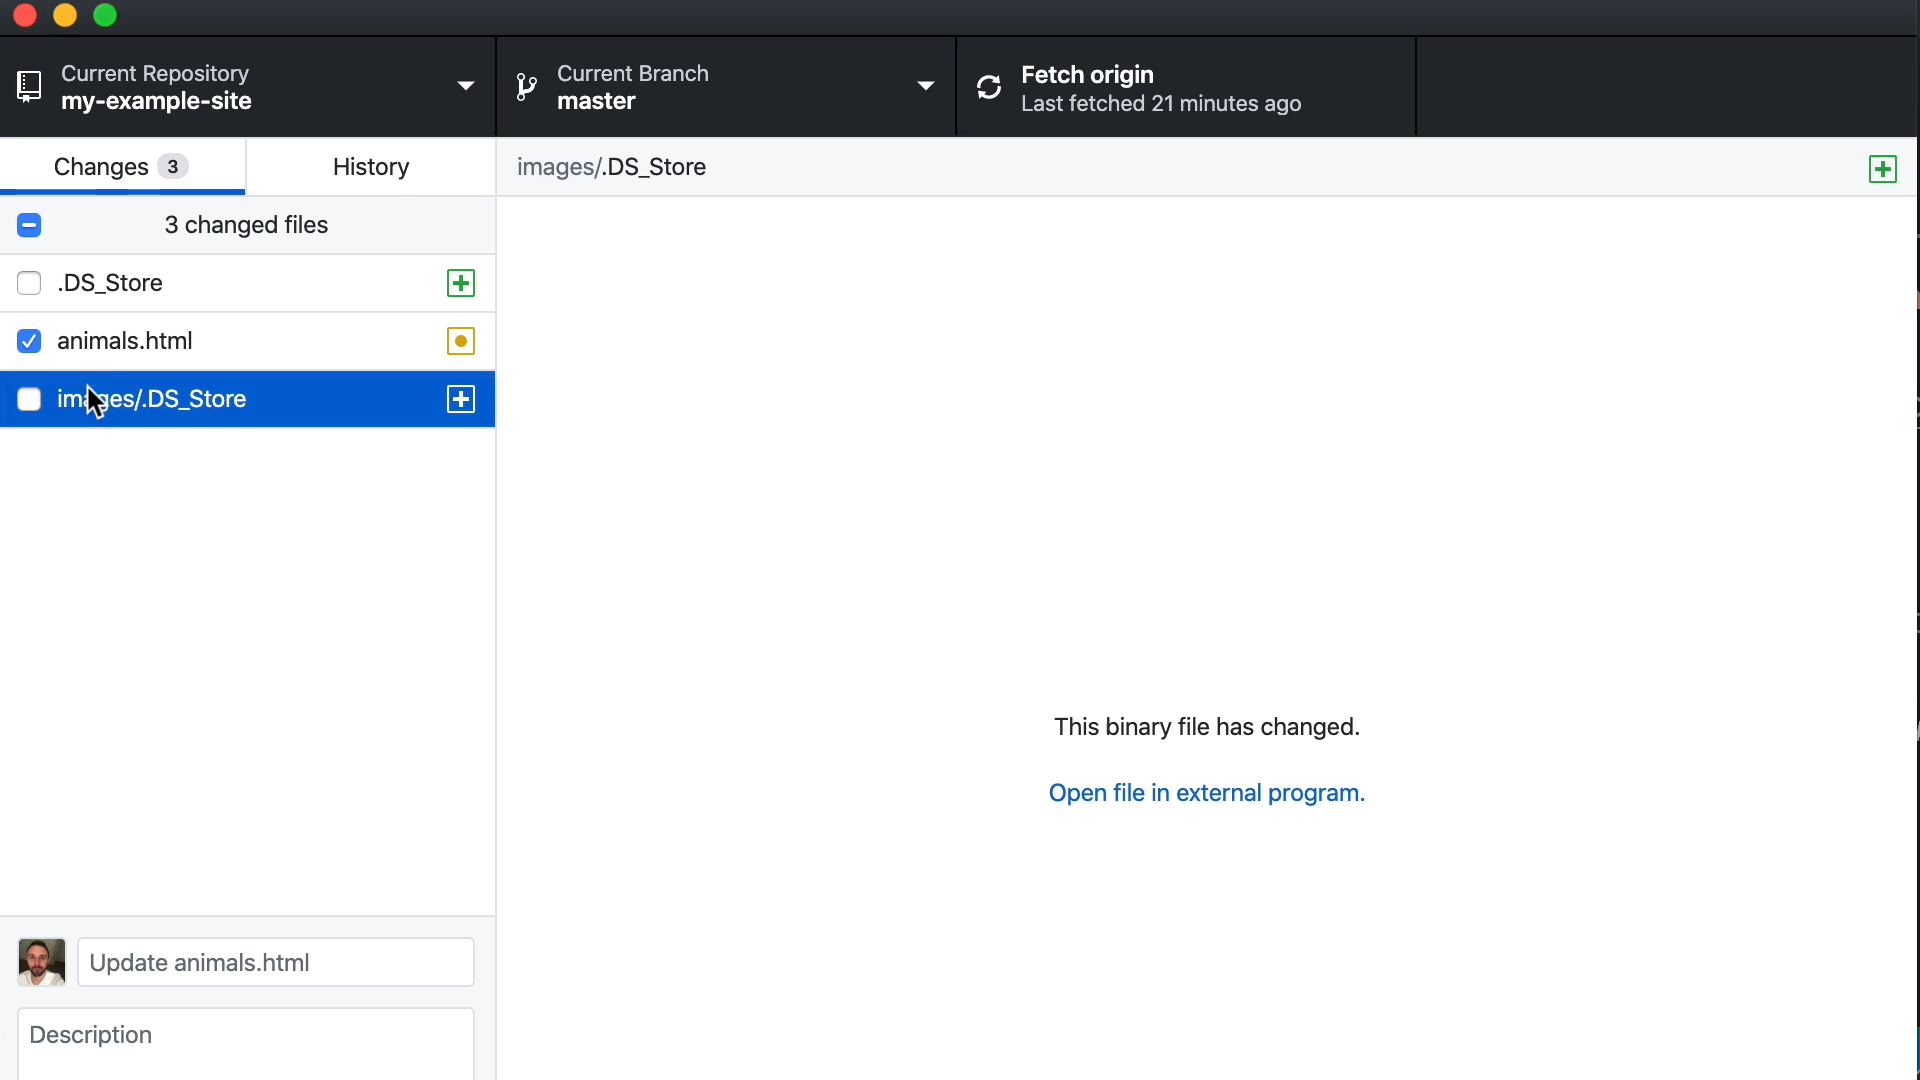 Current Repository
my-example-site
Current Branch
master
Fetch origin
Last fetched 21 minutes ago
Changes 3
History
images/.DS_Store
3 changed files
.DS_Store
animals.html
images/.DS_Store
This binary file has changed.
Open file in external program.
Update animals.html
Description